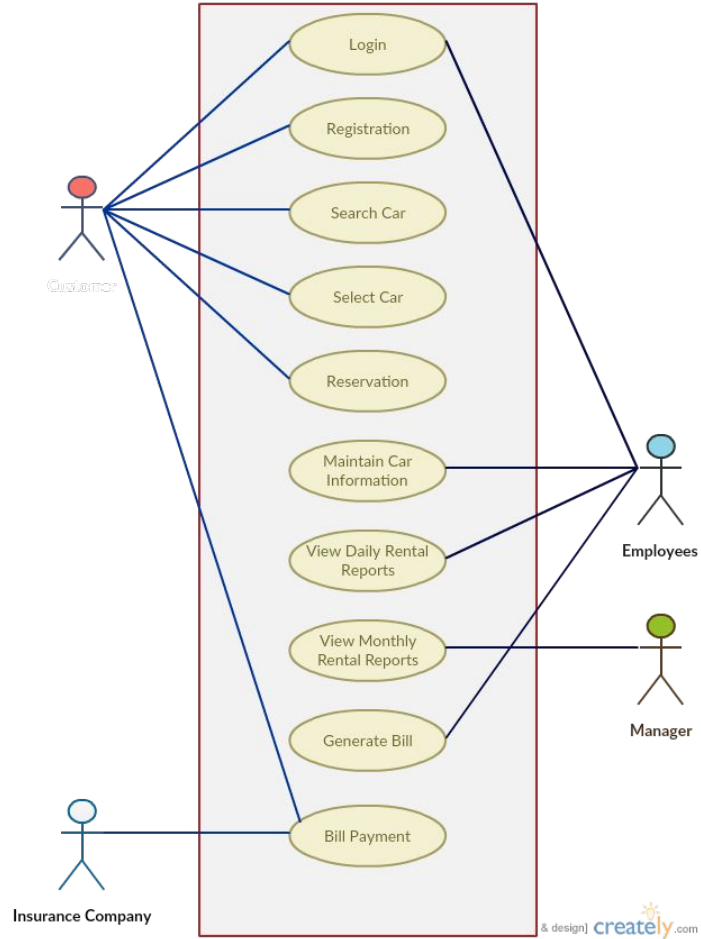 Login
Registration
Search Car
Customer
Select Car
Reservation
Maintain Car
Information
View Daily Rental
Reports
Employees
View Monthly
Rental Reports
Manager
Generate Bill
Bill Payment
Insurance Company
& design] creately.com